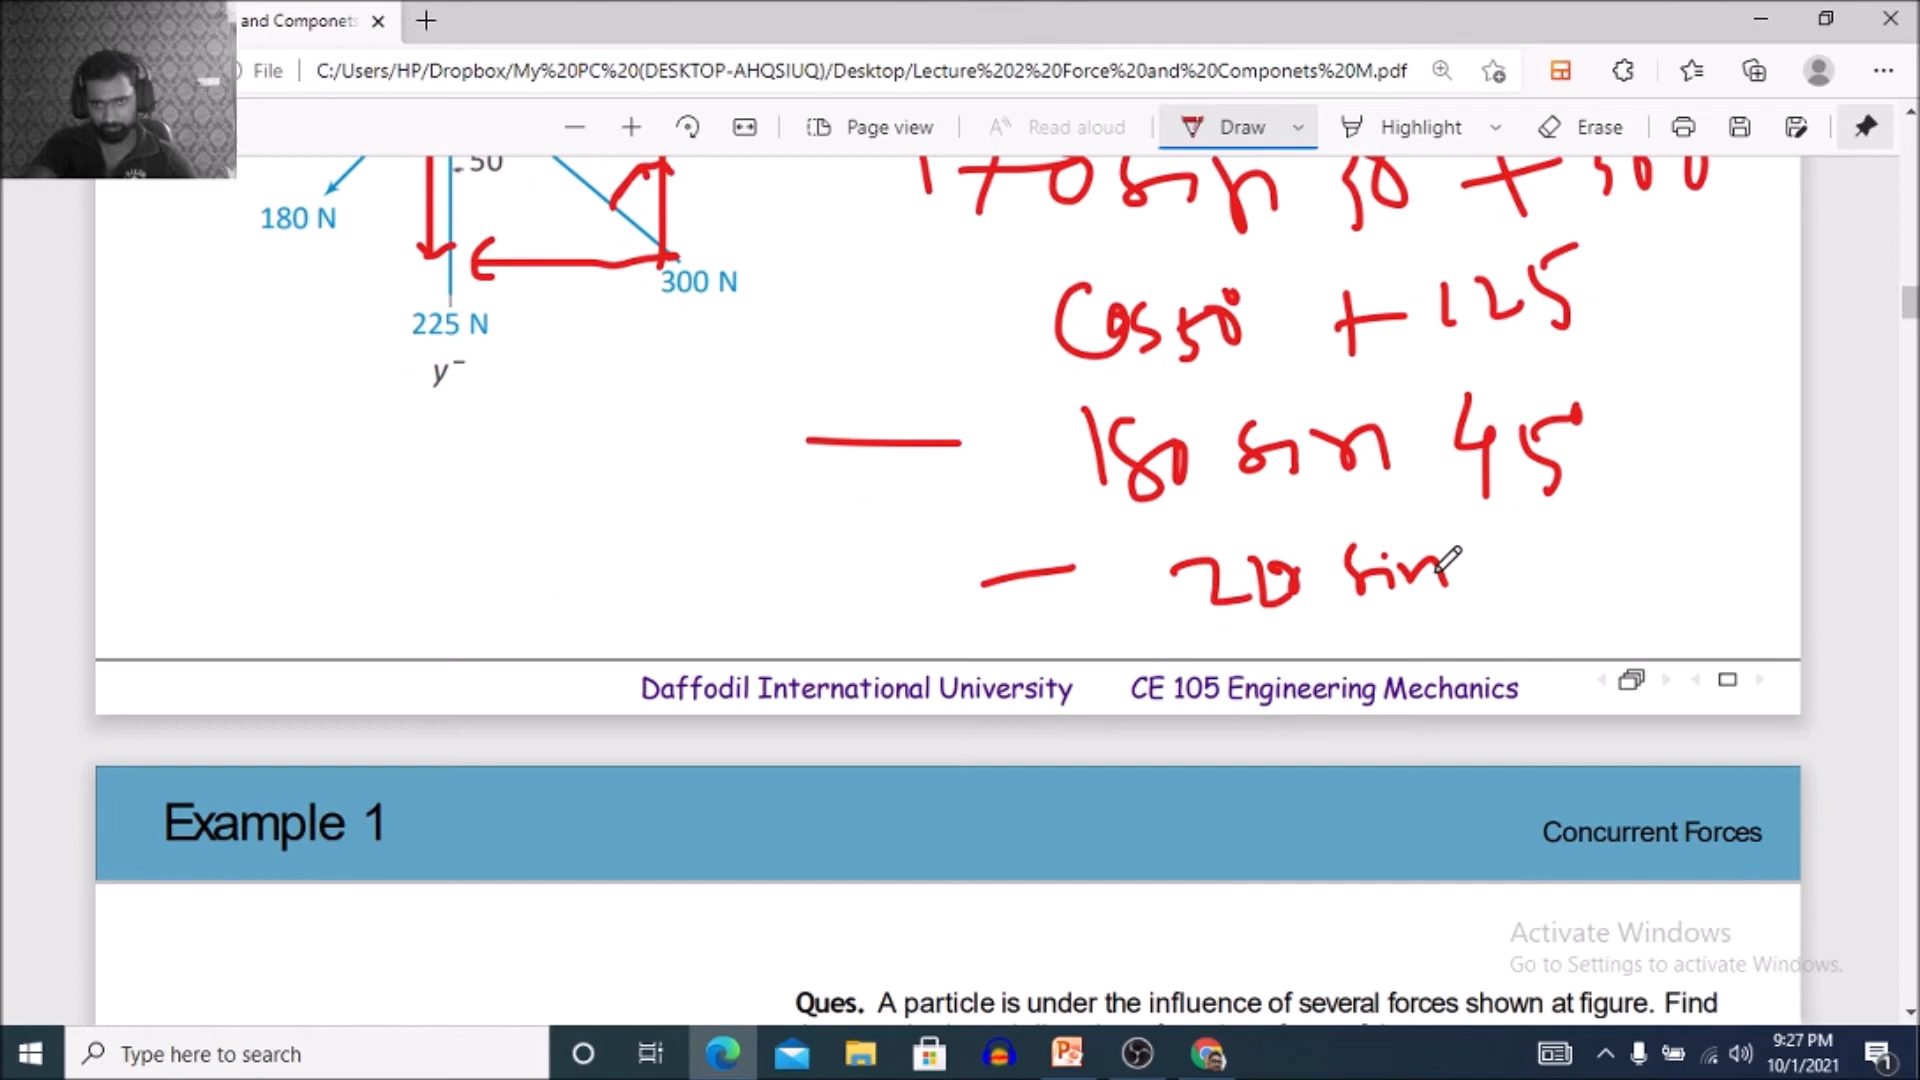 and Componets
File
C:/Users/HP/Dropbox/My%20PC%20(DESKTOP-AHQSIUQ)/Desktop/Lecture%202%20Force%20and%20Componets%20M.pdf
Page view
Read aloud
Draw
Highlight
Erase
50
sin 50 + 300
180 N
300 N
Cos 50° + 125
225 N
y⁻
— 180 sin 45°
— 20 sin
Daffodil International University CE 105 Engineering Mechanics
Example 1
Concurrent Forces
Activate Windows
Go to Settings to activate Windows.
Ques. A particle is under the influence of several forces shown at figure. Find
Type here to search
9:27 PM
10/1/2021
1